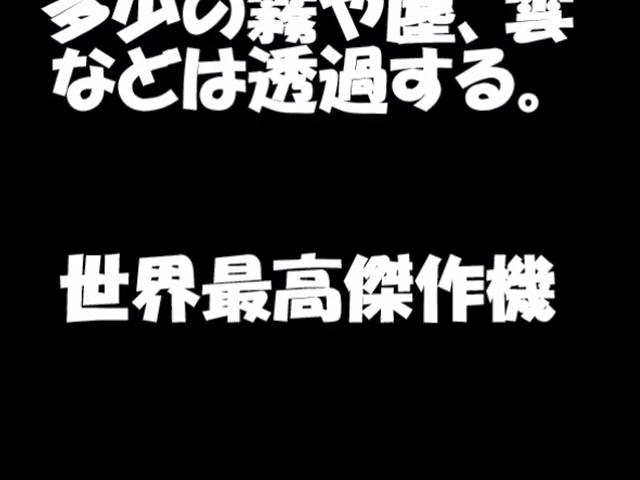 多少の霧や塵、雲
などは透過する。
世界最高傑作機